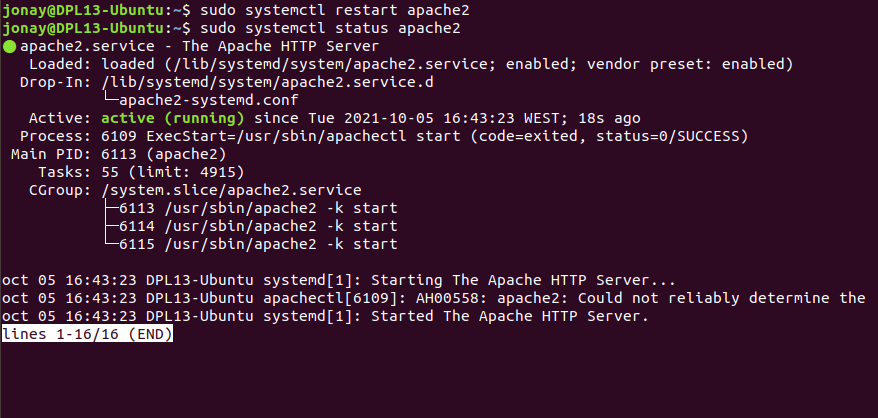 jonay@DPL13-Ubuntu:~$ sudo systemctl restart apache2
jonay@DPL13-Ubuntu:~$ sudo systemctl status apache2
● apache2.service - The Apache HTTP Server
   Loaded: loaded (/lib/systemd/system/apache2.service; enabled; vendor preset: enabled)
  Drop-In: /lib/systemd/system/apache2.service.d
           └─apache2-systemd.conf
   Active: active (running) since Tue 2021-10-05 16:43:23 WEST; 18s ago
  Process: 6109 ExecStart=/usr/sbin/apachectl start (code=exited, status=0/SUCCESS)
 Main PID: 6113 (apache2)
    Tasks: 55 (limit: 4915)
   CGroup: /system.slice/apache2.service
           ├─6113 /usr/sbin/apache2 -k start
           ├─6114 /usr/sbin/apache2 -k start
           └─6115 /usr/sbin/apache2 -k start
oct 05 16:43:23 DPL13-Ubuntu systemd[1]: Starting The Apache HTTP Server...
oct 05 16:43:23 DPL13-Ubuntu apachectl[6109]: AH00558: apache2: Could not reliably determine the
oct 05 16:43:23 DPL13-Ubuntu systemd[1]: Started The Apache HTTP Server.
lines 1-16/16 (END)